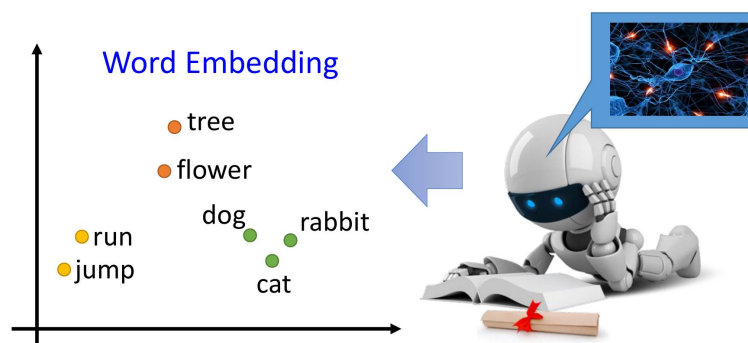 Word Embedding
tree
flower
dog
rabbit
run
jump
cat